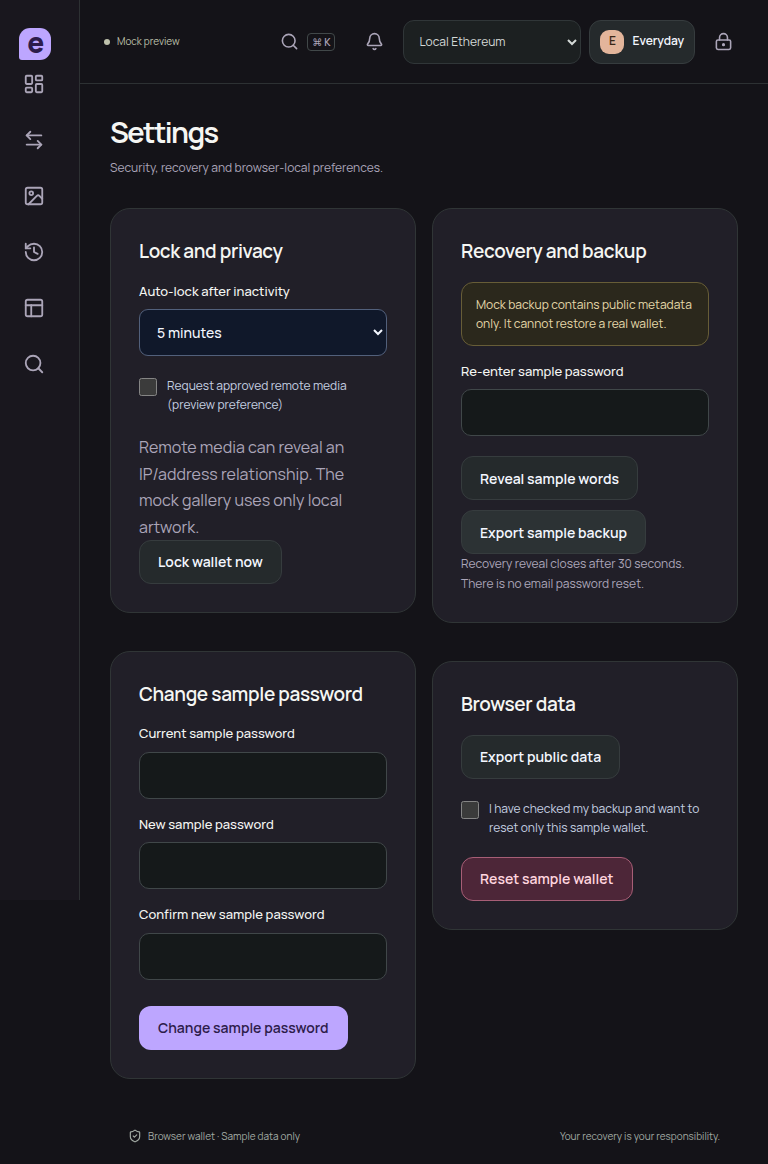 e
Mock preview
⌘ K
Local Ethereum
E
Everyday
Settings
Security, recovery and browser-local preferences.
Lock and privacy
Auto-lock after inactivity
5 minutes
Request approved remote media
(preview preference)
Remote media can reveal an
IP/address relationship. The
mock gallery uses only local
artwork.
Lock wallet now
Recovery and backup
Mock backup contains public metadata
only. It cannot restore a real wallet.
Re-enter sample password
Reveal sample words
Export sample backup
Recovery reveal closes after 30 seconds.
There is no email password reset.
Change sample password
Current sample password
New sample password
Confirm new sample password
Change sample password
Browser data
Export public data
I have checked my backup and want to
reset only this sample wallet.
Reset sample wallet
Browser wallet · Sample data only
Your recovery is your responsibility.